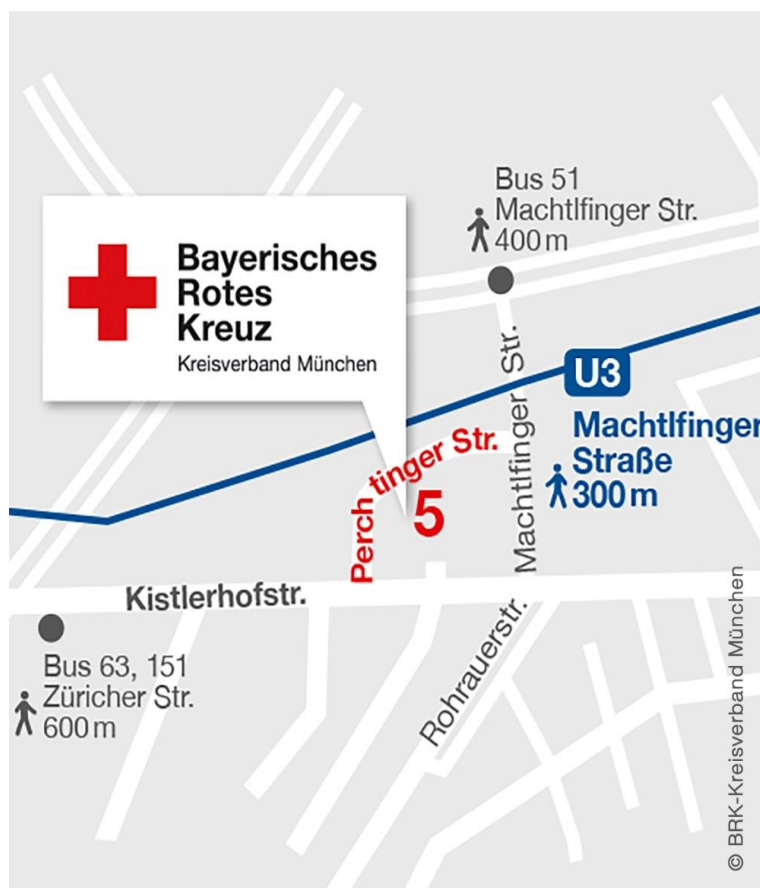 Bus 51
Machtlfinger Str.
400 m
Bayerisches
Rotes
Kreuz
Kreisverband München
U3
Machtlfinger
Straße
300 m
Machtlfinger Str.
Perchtinger Str.
5
Kistlerhofstr.
Rohrauerstr.
Bus 63, 151
Züricher Str.
600 m
© BRK-Kreisverband München